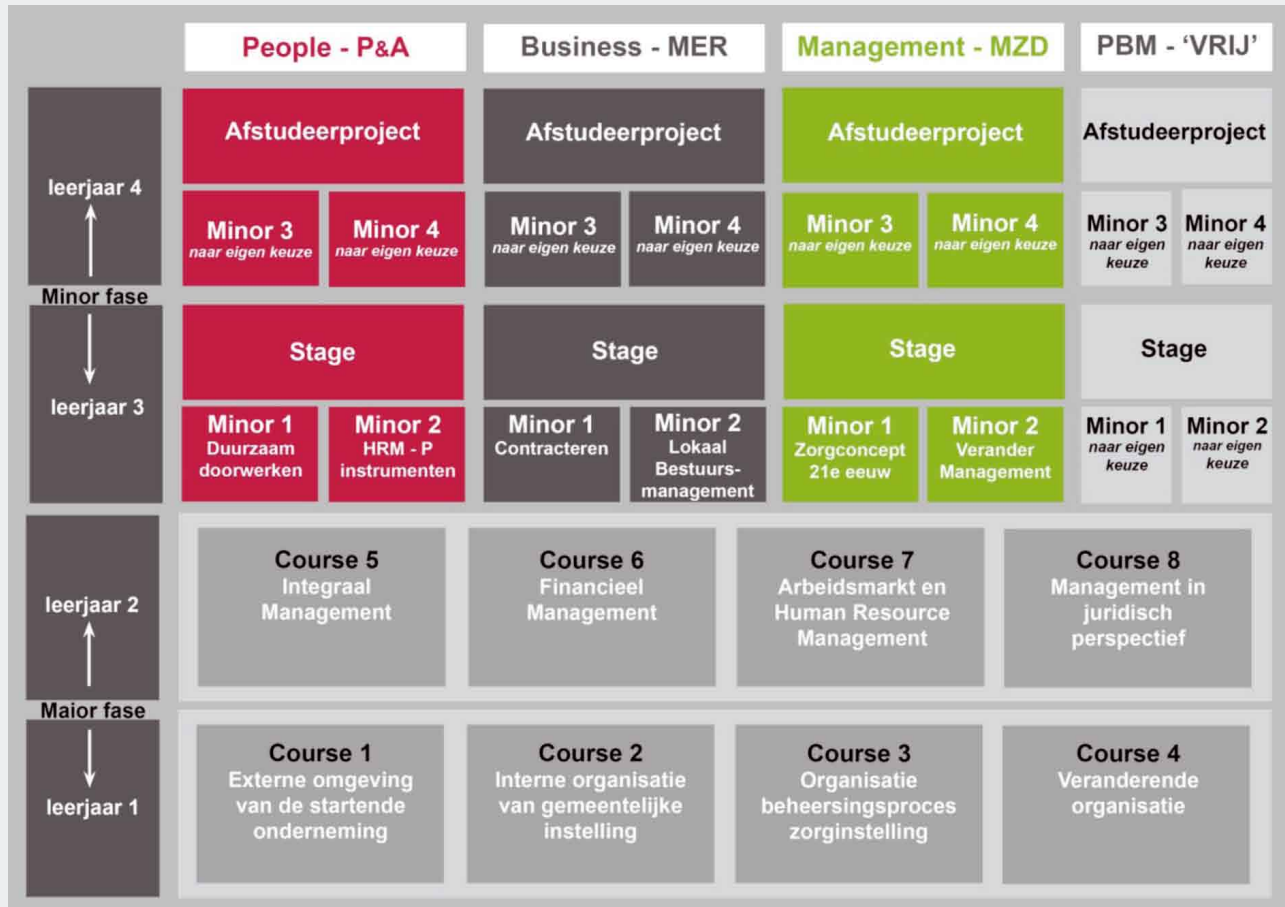 People - P&A
Business - MER
Management - MZD
PBM - ‘VRIJ’
leerjaar 4
Afstudeerproject
Afstudeerproject
Afstudeerproject
Afstudeerproject
Minor 3
naar eigen keuze
Minor 4
naar eigen keuze
Minor 3
naar eigen keuze
Minor 4
naar eigen keuze
Minor 3
naar eigen keuze
Minor 4
naar eigen keuze
Minor 3
naar eigen
keuze
Minor 4
naar eigen
keuze
Minor fase
leerjaar 3
Stage
Stage
Stage
Stage
Minor 1
Duurzaam
doorwerken
Minor 2
HRM - P
instrumenten
Minor 1
Contracteren
Minor 2
Lokaal
Bestuurs-
management
Minor 1
Zorgconcept
21e eeuw
Minor 2
Verander
Management
Minor 1
naar eigen
keuze
Minor 2
naar eigen
keuze
leerjaar 2
Course 5
Integraal
Management
Course 6
Financieel
Management
Course 7
Arbeidsmarkt en
Human Resource
Management
Course 8
Management in
juridisch
perspectief
Maior fase
leerjaar 1
Course 1
Externe omgeving
van de startende
onderneming
Course 2
Interne organisatie
van gemeentelijke
instelling
Course 3
Organisatie
beheersingsproces
zorginstelling
Course 4
Veranderende
organisatie